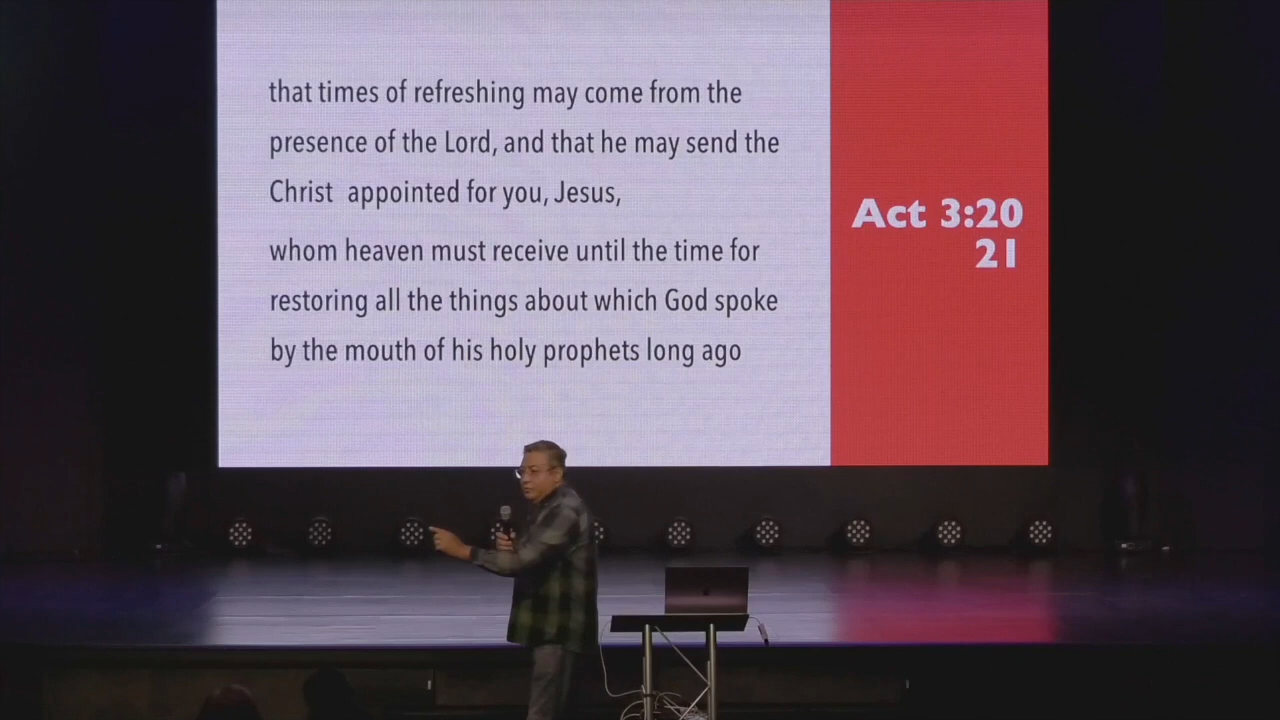 that times of refreshing may come from the
presence of the Lord, and that he may send the
Christ appointed for you, Jesus,
whom heaven must receive until the time for
restoring all the things about which God spoke
by the mouth of his holy prophets long ago
Act 3:20
21